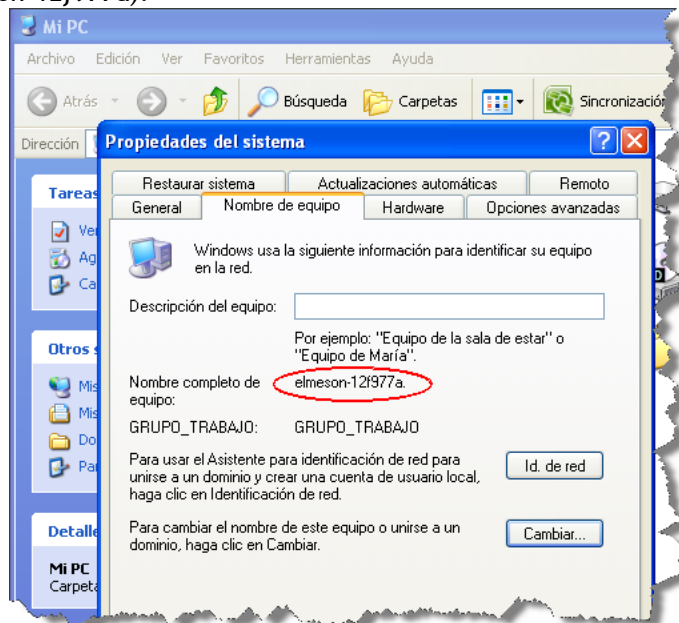 Mi PC
Archivo Edición Ver Favoritos Herramientas Ayuda
Atrás Búsqueda Carpetas Sincronización
Dirección
Propiedades del sistema
Restaurar sistema Actualizaciones automáticas Remoto
General Nombre de equipo Hardware Opciones avanzadas
Tareas
Windows usa la siguiente información para identificar su equipo
en la red.
Descripción del equipo:
Por ejemplo: "Equipo de la sala de estar" o
"Equipo de María".
Otros
Nombre completo de
equipo:
elmeson-12f977a.
GRUPO_TRABAJO: GRUPO_TRABAJO
Para usar el Asistente para identificación de red para
unirse a un dominio y crear una cuenta de usuario local,
haga clic en Identificación de red.
Id. de red
Para cambiar el nombre de este equipo o unirse a un
dominio, haga clic en Cambiar.
Cambiar...
Detalle
Mi PC
Carpeta